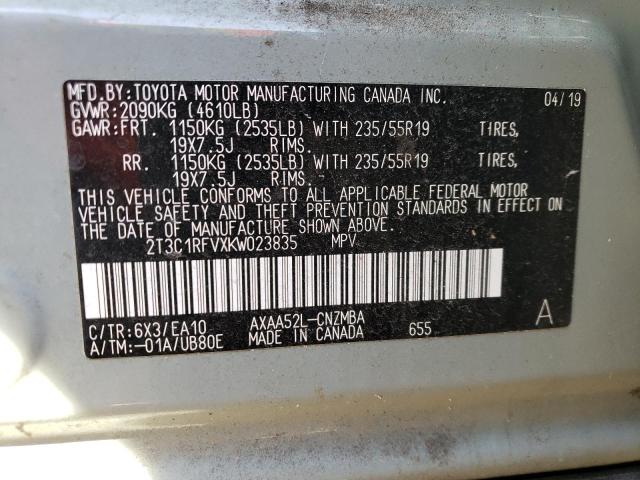 MFD.BY:TOYOTA MOTOR MANUFACTURING CANADA INC. 04/19
GVWR:2090KG (4610LB)
GAWR:FRT. 1150KG (2535LB) WITH 235/55R19 TIRES,
19X7.5J RIMS.
RR. 1150KG (2535LB) WITH 235/55R19 TIRES,
19X7.5J RIMS.
THIS VEHICLE CONFORMS TO ALL APPLICABLE FEDERAL MOTOR
VEHICLE SAFETY AND THEFT PREVENTION STANDARDS IN EFFECT ON
THE DATE OF MANUFACTURE SHOWN ABOVE.
2T3C1RFVXKW023835 MPV
C/TR:6X3/EA10 AXAA52L-CNZMBA A
A/TM:-01A/UB80E MADE IN CANADA 655